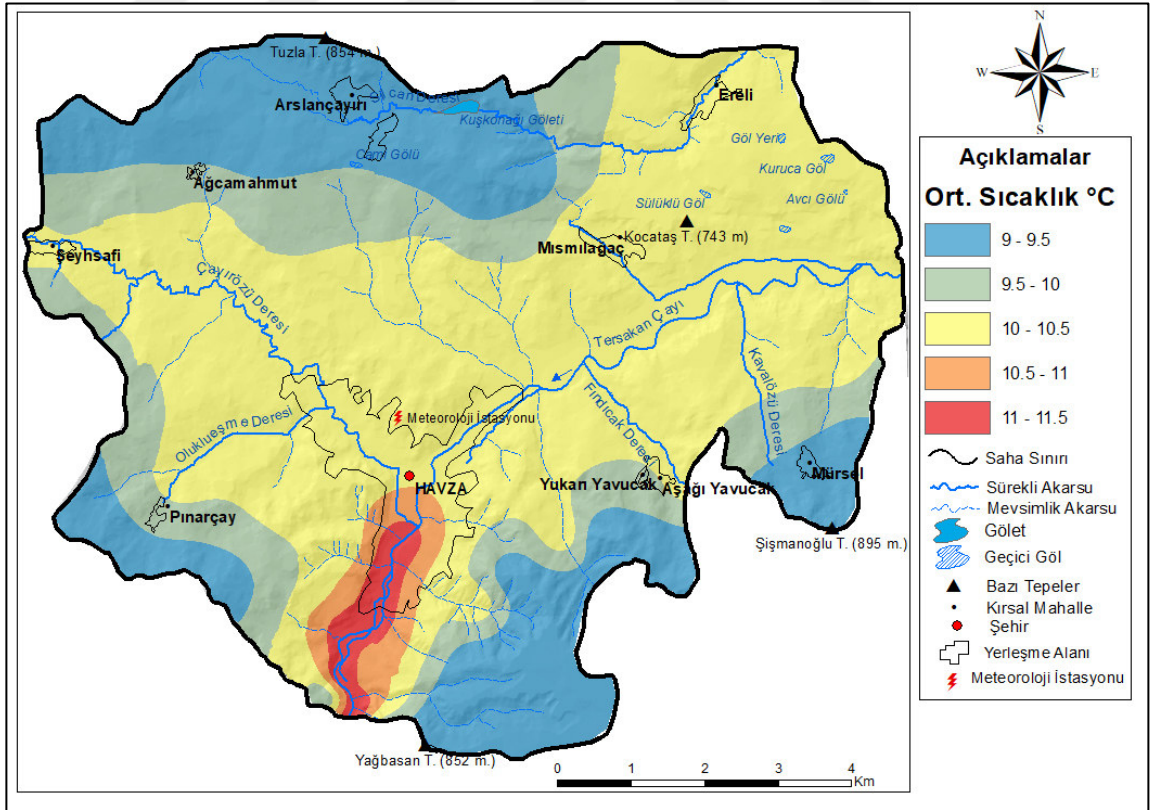 Tuzla T. (854 m.)
Arslançayırı
can Deresi
Kuşkonağı Göleti
Cami Gölü
Ereli
Göl Yeri
Kuruca Göl
Ağcamahmut
Sülüklü Göl
Avcı Gölü
Kocataş T. (743 m)
Mısmılağaç
Şeyhsafi
Çayırözü Deresi
Tersakan Çayı
Kavalözü Deresi
Fındıcak Deresi
Meteoroloji İstasyonu
Oluklueşme Deresi
HAVZA
Yukarı Yavucak
Aşağı Yavucak
Mürsel
Pınarçay
Şişmanoğlu T. (895 m.)
Yağbasan T. (852 m.)
0 1 2 3 4
Km
N
W E
S
Açıklamalar
Ort. Sıcaklık °C
9 - 9.5
9.5 - 10
10 - 10.5
10.5 - 11
11 - 11.5
Saha Sınırı
Sürekli Akarsu
Mevsimlik Akarsu
Gölet
Geçici Göl
Bazı Tepeler
Kırsal Mahalle
Şehir
Yerleşme Alanı
Meteoroloji İstasyonu